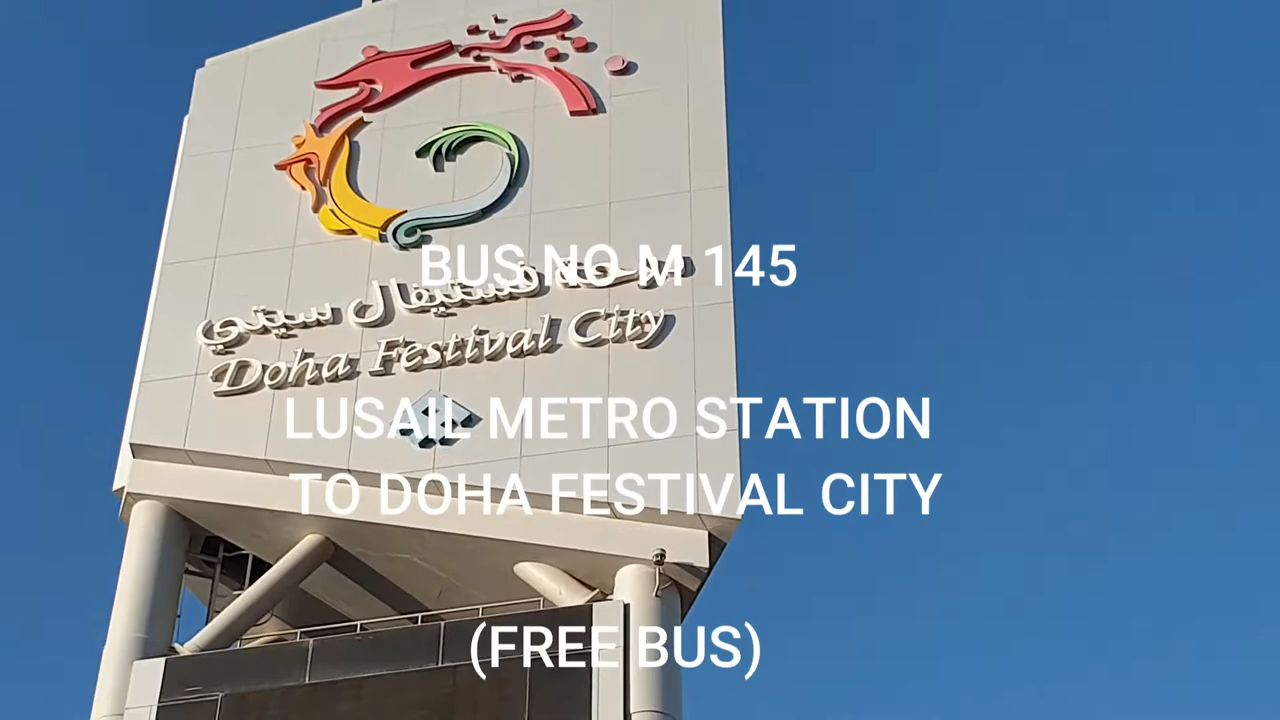 BUS NO M 145
دوحة فستيفال سيتي
Doha Festival City
LUSAIL METRO STATION
TO DOHA FESTIVAL CITY
(FREE BUS)